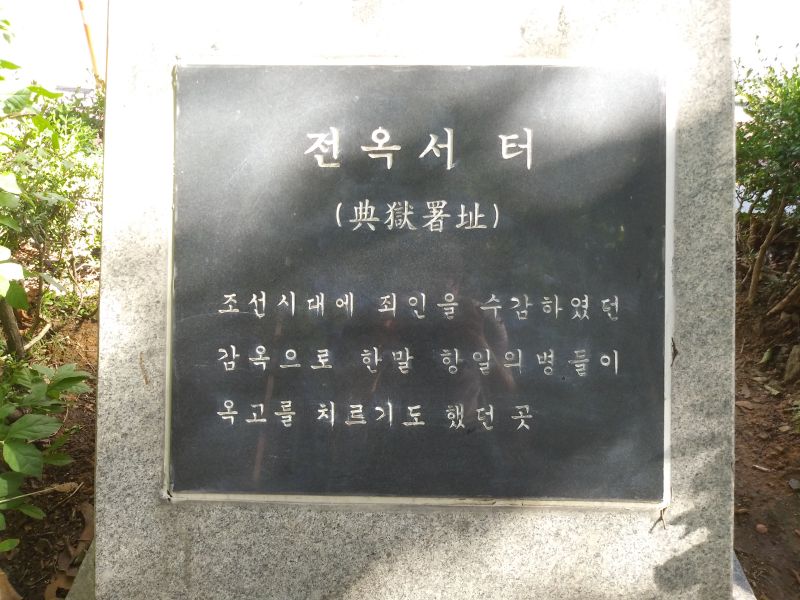 전옥서 터
(典獄署址)
조선시대에 죄인을 수감하였던
감옥으로 한말 항일의병들이
옥고를 치르기도 했던 곳